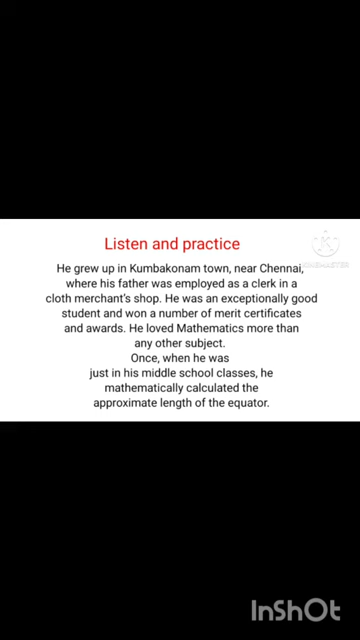 Listen and practice
He grew up in Kumbakonam town, near Chennai,
where his father was employed as a clerk in a
cloth merchant's shop. He was an exceptionally good
student and won a number of merit certificates
and awards. He loved Mathematics more than
any other subject.
Once, when he was
just in his middle school classes, he
mathematically calculated the
approximate length of the equator.
K
KINEMASTER
InShOt